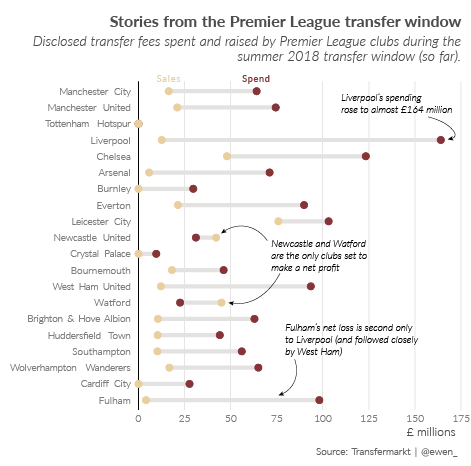 Stories from the Premier League transfer window
Disclosed transfer fees spent and raised by Premier League clubs during the
summer 2018 transfer window (so far).
Sales Spend
Manchester City
Manchester United
Tottenham Hotspur
Liverpool
Chelsea
Arsenal
Burnley
Everton
Leicester City
Newcastle United
Crystal Palace
Bournemouth
West Ham United
Watford
Brighton & Hove Albion
Huddersfield Town
Southampton
Wolverhampton Wanderers
Cardiff City
Fulham
Liverpool's spending
rose to almost £164 million
Newcastle and Watford
are the only clubs set to
make a net profit
Fulham's net loss is second only
to Liverpool (and followed closely
by West Ham)
0 25 50 75 100 125 150 175
£ millions
Source: Transfermarkt | @ewen_